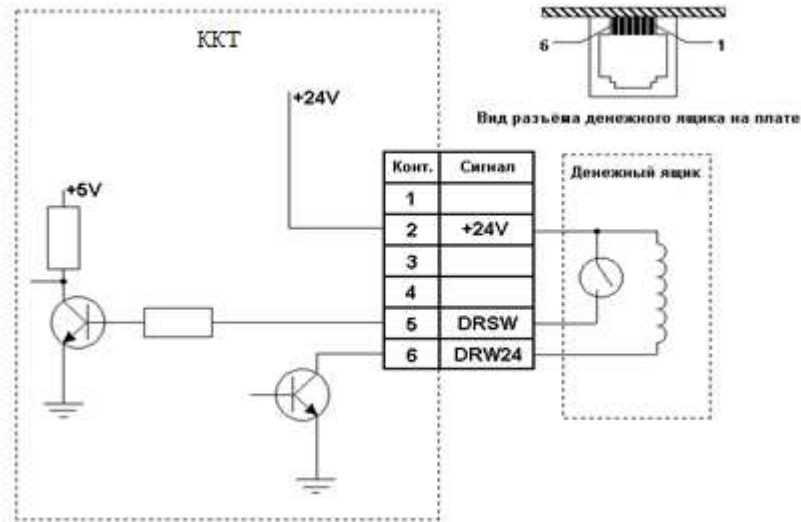 ККТ
6
1
Вид разъёма денежного ящика на плате
+24V
+5V
Конт. Сигнал
1
2 +24V
3
4
5 DRSW
6 DRW24
Денежный ящик